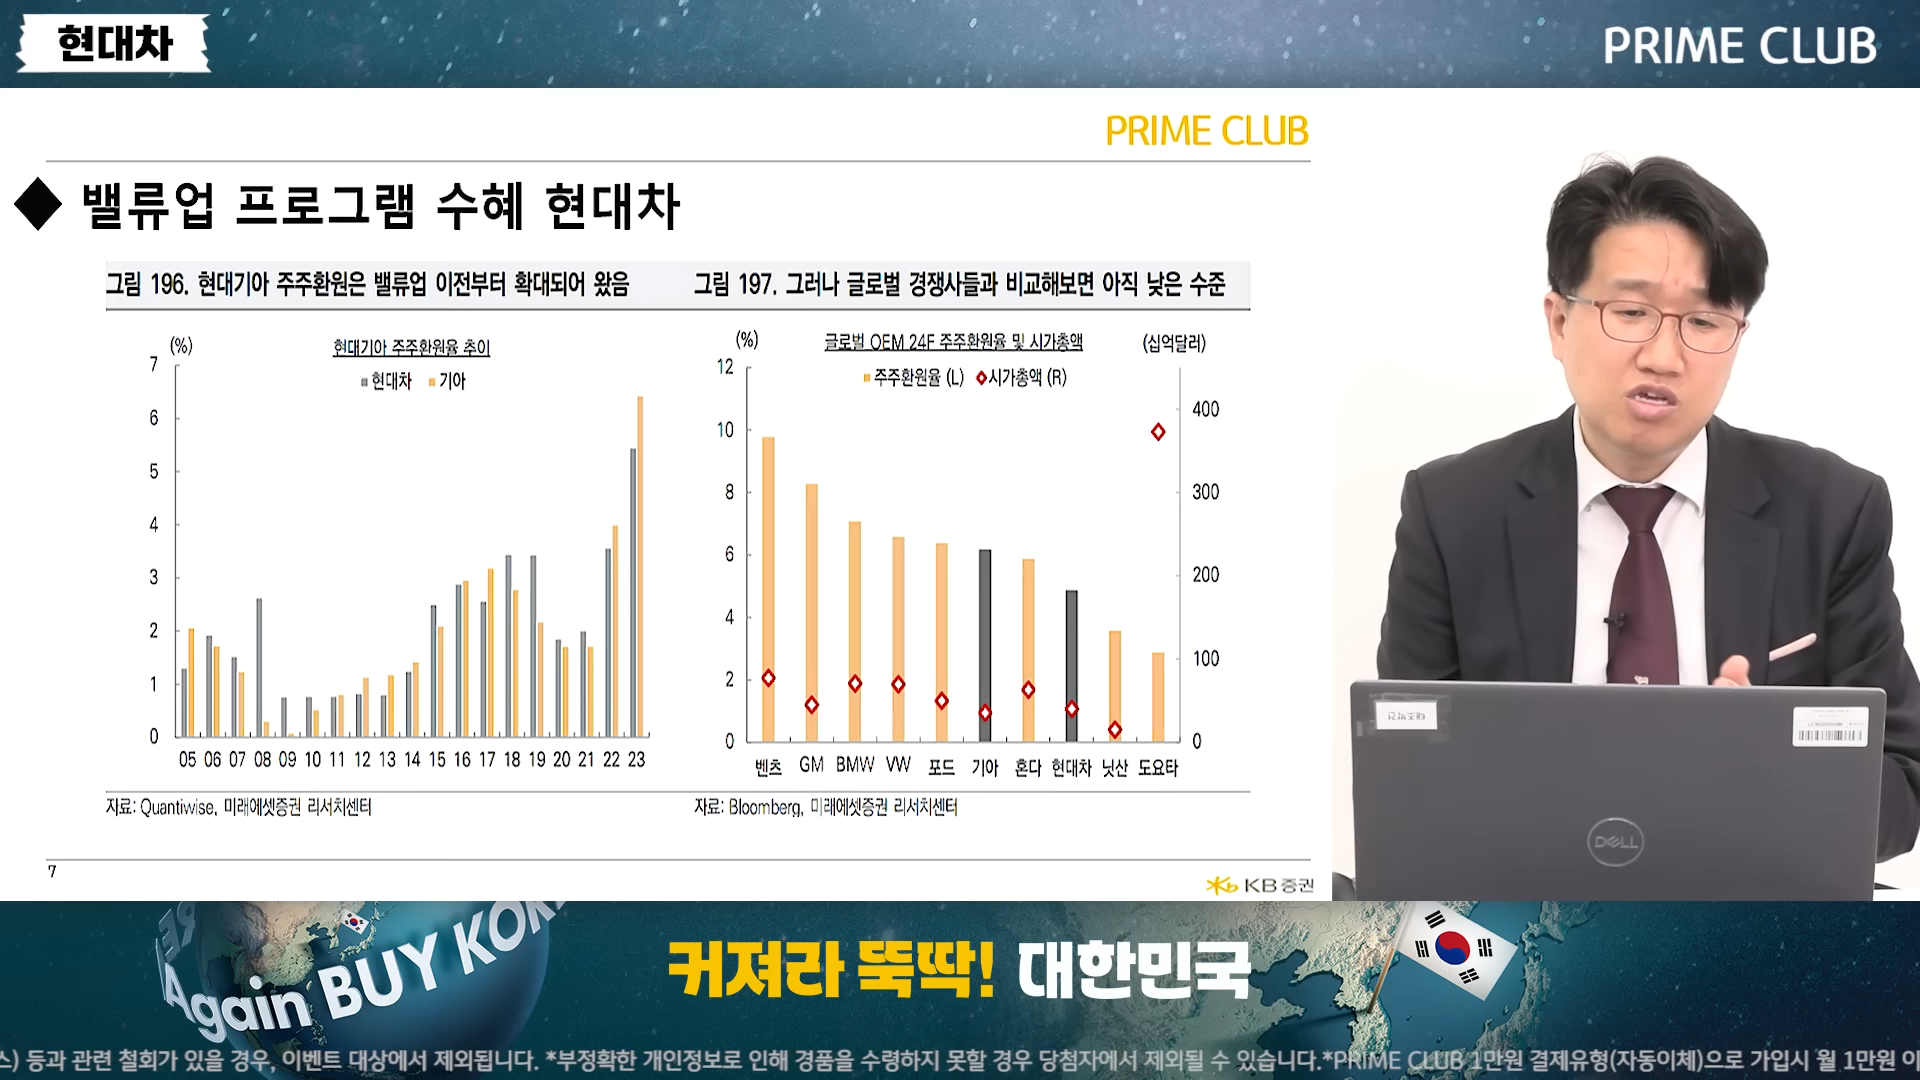 현대차
PRIME CLUB
PRIME CLUB
◆ 밸류업 프로그램 수혜 현대차
그림 196. 현대기아 주주환원은 밸류업 이전부터 확대되어 왔음
(%)
현대기아 주주환원율 추이
현대차 기아
7
6
5
4
3
2
1
0
05 06 07 08 09 10 11 12 13 14 15 16 17 18 19 20 21 22 23
자료: Quantiwise, 미래에셋증권 리서치센터
그림 197. 그러나 글로벌 경쟁사들과 비교해보면 아직 낮은 수준
(%)
글로벌 OEM 24F 주주환원율 및 시가총액
(십억달러)
주주환원율 (L) 시가총액 (R)
12
10
8
6
4
2
0
400
300
200
100
0
벤츠 GM BMW VW 포드 기아 혼다 현대차 닛산 도요타
자료: Bloomberg, 미래에셋증권 리서치센터
7
KB증권
DELL
Again BUY KOR
커져라 뚝딱! 대한민국
스) 등과 관련 철회가 있을 경우, 이벤트 대상에서 제외됩니다. *부정확한 개인정보로 인해 경품을 수령하지 못할 경우 당첨자에서 제외될 수 있습니다.*PRIME CLUB 1만원 결제유형(자동이체)으로 가입시 월 1만원 이